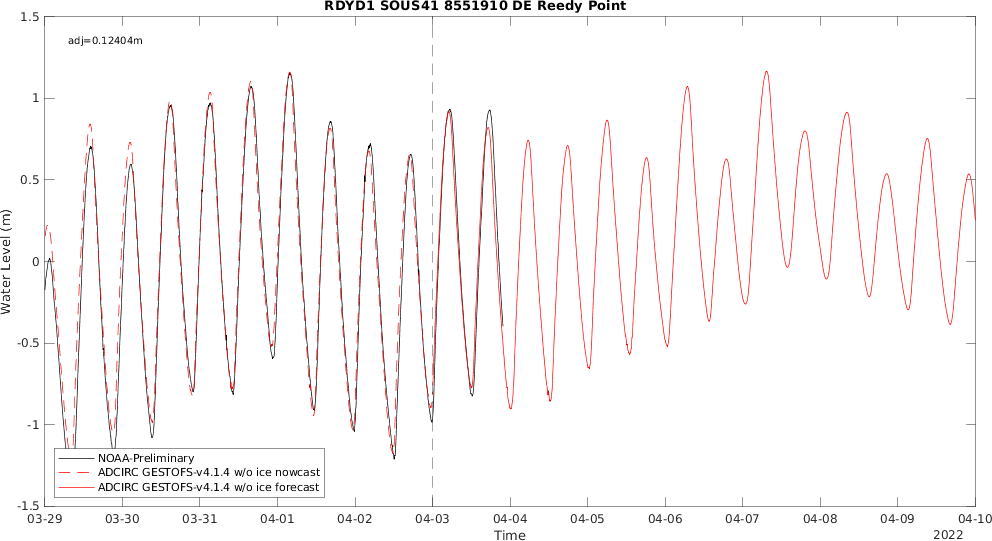 RDYD1 SOUS41 8551910 DE Reedy Point
adj=0.12404m
Water Level (m)
1.5
1
0.5
0
-0.5
-1
-1.5
NOAA-Preliminary
ADCIRC GESTOFS-v4.1.4 w/o ice nowcast
ADCIRC GESTOFS-v4.1.4 w/o ice forecast
03-29 03-30 03-31 04-01 04-02 04-03 04-04 04-05 04-06 04-07 04-08 04-09 04-10
Time
2022